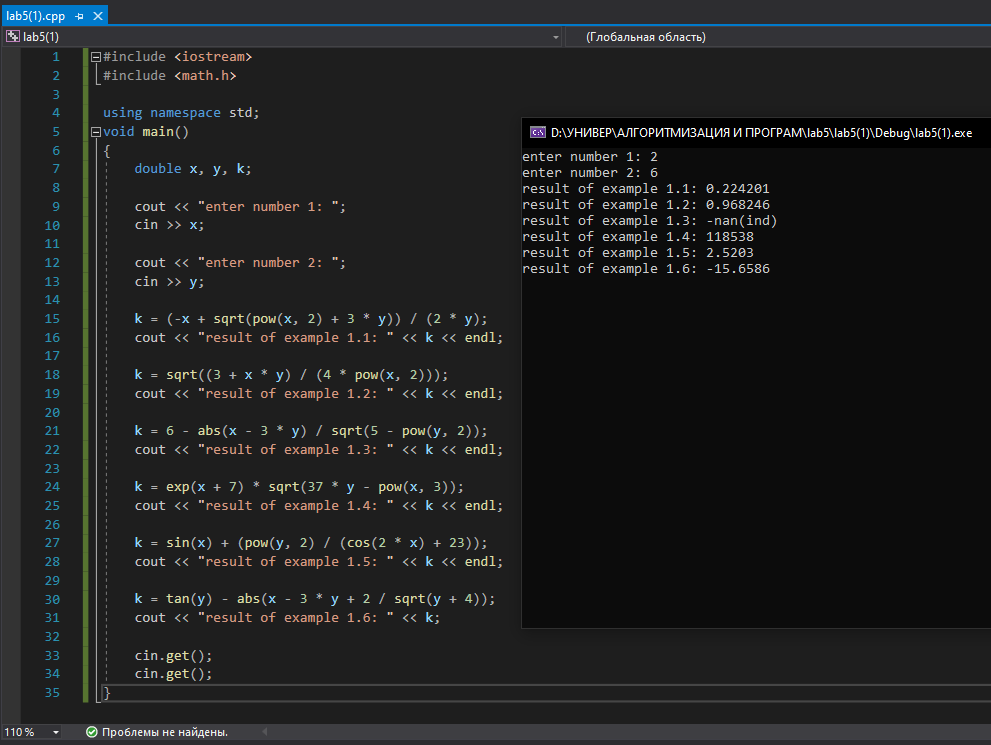 lab5(1).cpp
lab5(1)
(Глобальная область)
1 #include <iostream>
2 #include <math.h>
3
4 using namespace std;
5 void main()
6 {
7 double x, y, k;
8
9 cout << "enter number 1: ";
10 cin >> x;
11
12 cout << "enter number 2: ";
13 cin >> y;
14
15 k = (-x + sqrt(pow(x, 2) + 3 * y)) / (2 * y);
16 cout << "result of example 1.1: " << k << endl;
17
18 k = sqrt((3 + x * y) / (4 * pow(x, 2)));
19 cout << "result of example 1.2: " << k << endl;
20
21 k = 6 - abs(x - 3 * y) / sqrt(5 - pow(y, 2));
22 cout << "result of example 1.3: " << k << endl;
23
24 k = exp(x + 7) * sqrt(37 * y - pow(x, 3));
25 cout << "result of example 1.4: " << k << endl;
26
27 k = sin(x) + (pow(y, 2) / (cos(2 * x) + 23));
28 cout << "result of example 1.5: " << k << endl;
29
30 k = tan(y) - abs(x - 3 * y + 2 / sqrt(y + 4));
31 cout << "result of example 1.6: " << k;
32
33 cin.get();
34 cin.get();
35 }
D:\УНИВЕР\АЛГОРИТМИЗАЦИЯ И ПРОГРАМ\lab5\lab5(1)\Debug\lab5(1).exe
enter number 1: 2
enter number 2: 6
result of example 1.1: 0.224201
result of example 1.2: 0.968246
result of example 1.3: -nan(ind)
result of example 1.4: 118538
result of example 1.5: 2.5203
result of example 1.6: -15.6586
110 %
Проблемы не найдены.